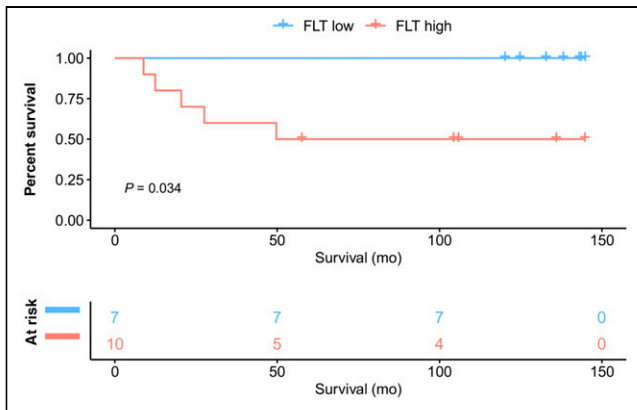 FLT low FLT high
1.00
0.75
0.50
0.25
0.00
Percent survival
P = 0.034
0 50 100 150
Survival (mo)
At risk
7 7 7 0
10 5 4 0
0 50 100 150
Survival (mo)